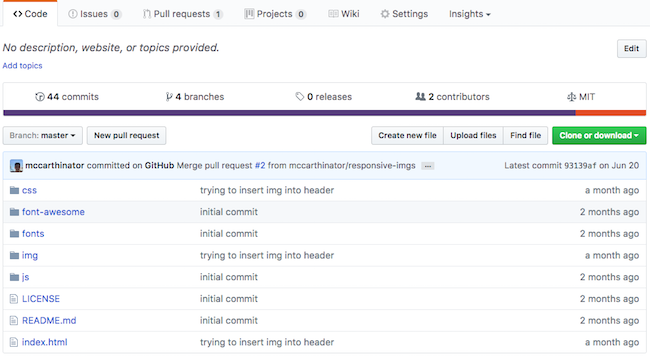 Code Issues 0 Pull requests 1 Projects 0 Wiki Settings Insights
No description, website, or topics provided. Edit
Add topics
44 commits 4 branches 0 releases 2 contributors MIT
Branch: master New pull request Create new file Upload files Find file Clone or download
mccarthinator committed on GitHub Merge pull request #2 from mccarthinator/responsive-imgs ... Latest commit 93139af on Jun 20
css trying to insert img into header a month ago
font-awesome initial commit 2 months ago
fonts initial commit 2 months ago
img trying to insert img into header a month ago
js initial commit 2 months ago
LICENSE initial commit 2 months ago
README.md initial commit 2 months ago
index.html trying to insert img into header a month ago